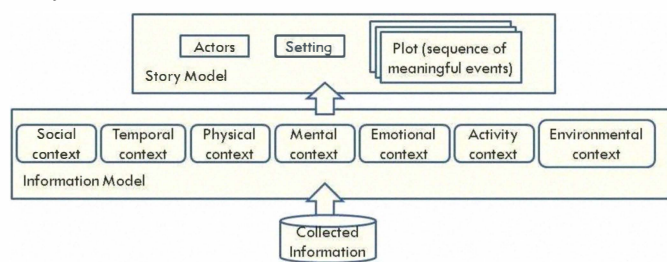 Actors
Setting
Plot (sequence of
meaningful events)
Story Model
Social
context
Temporal
context
Physical
context
Mental
context
Emotional
context
Activity
context
Environmental
context
Information Model
Collected
Information